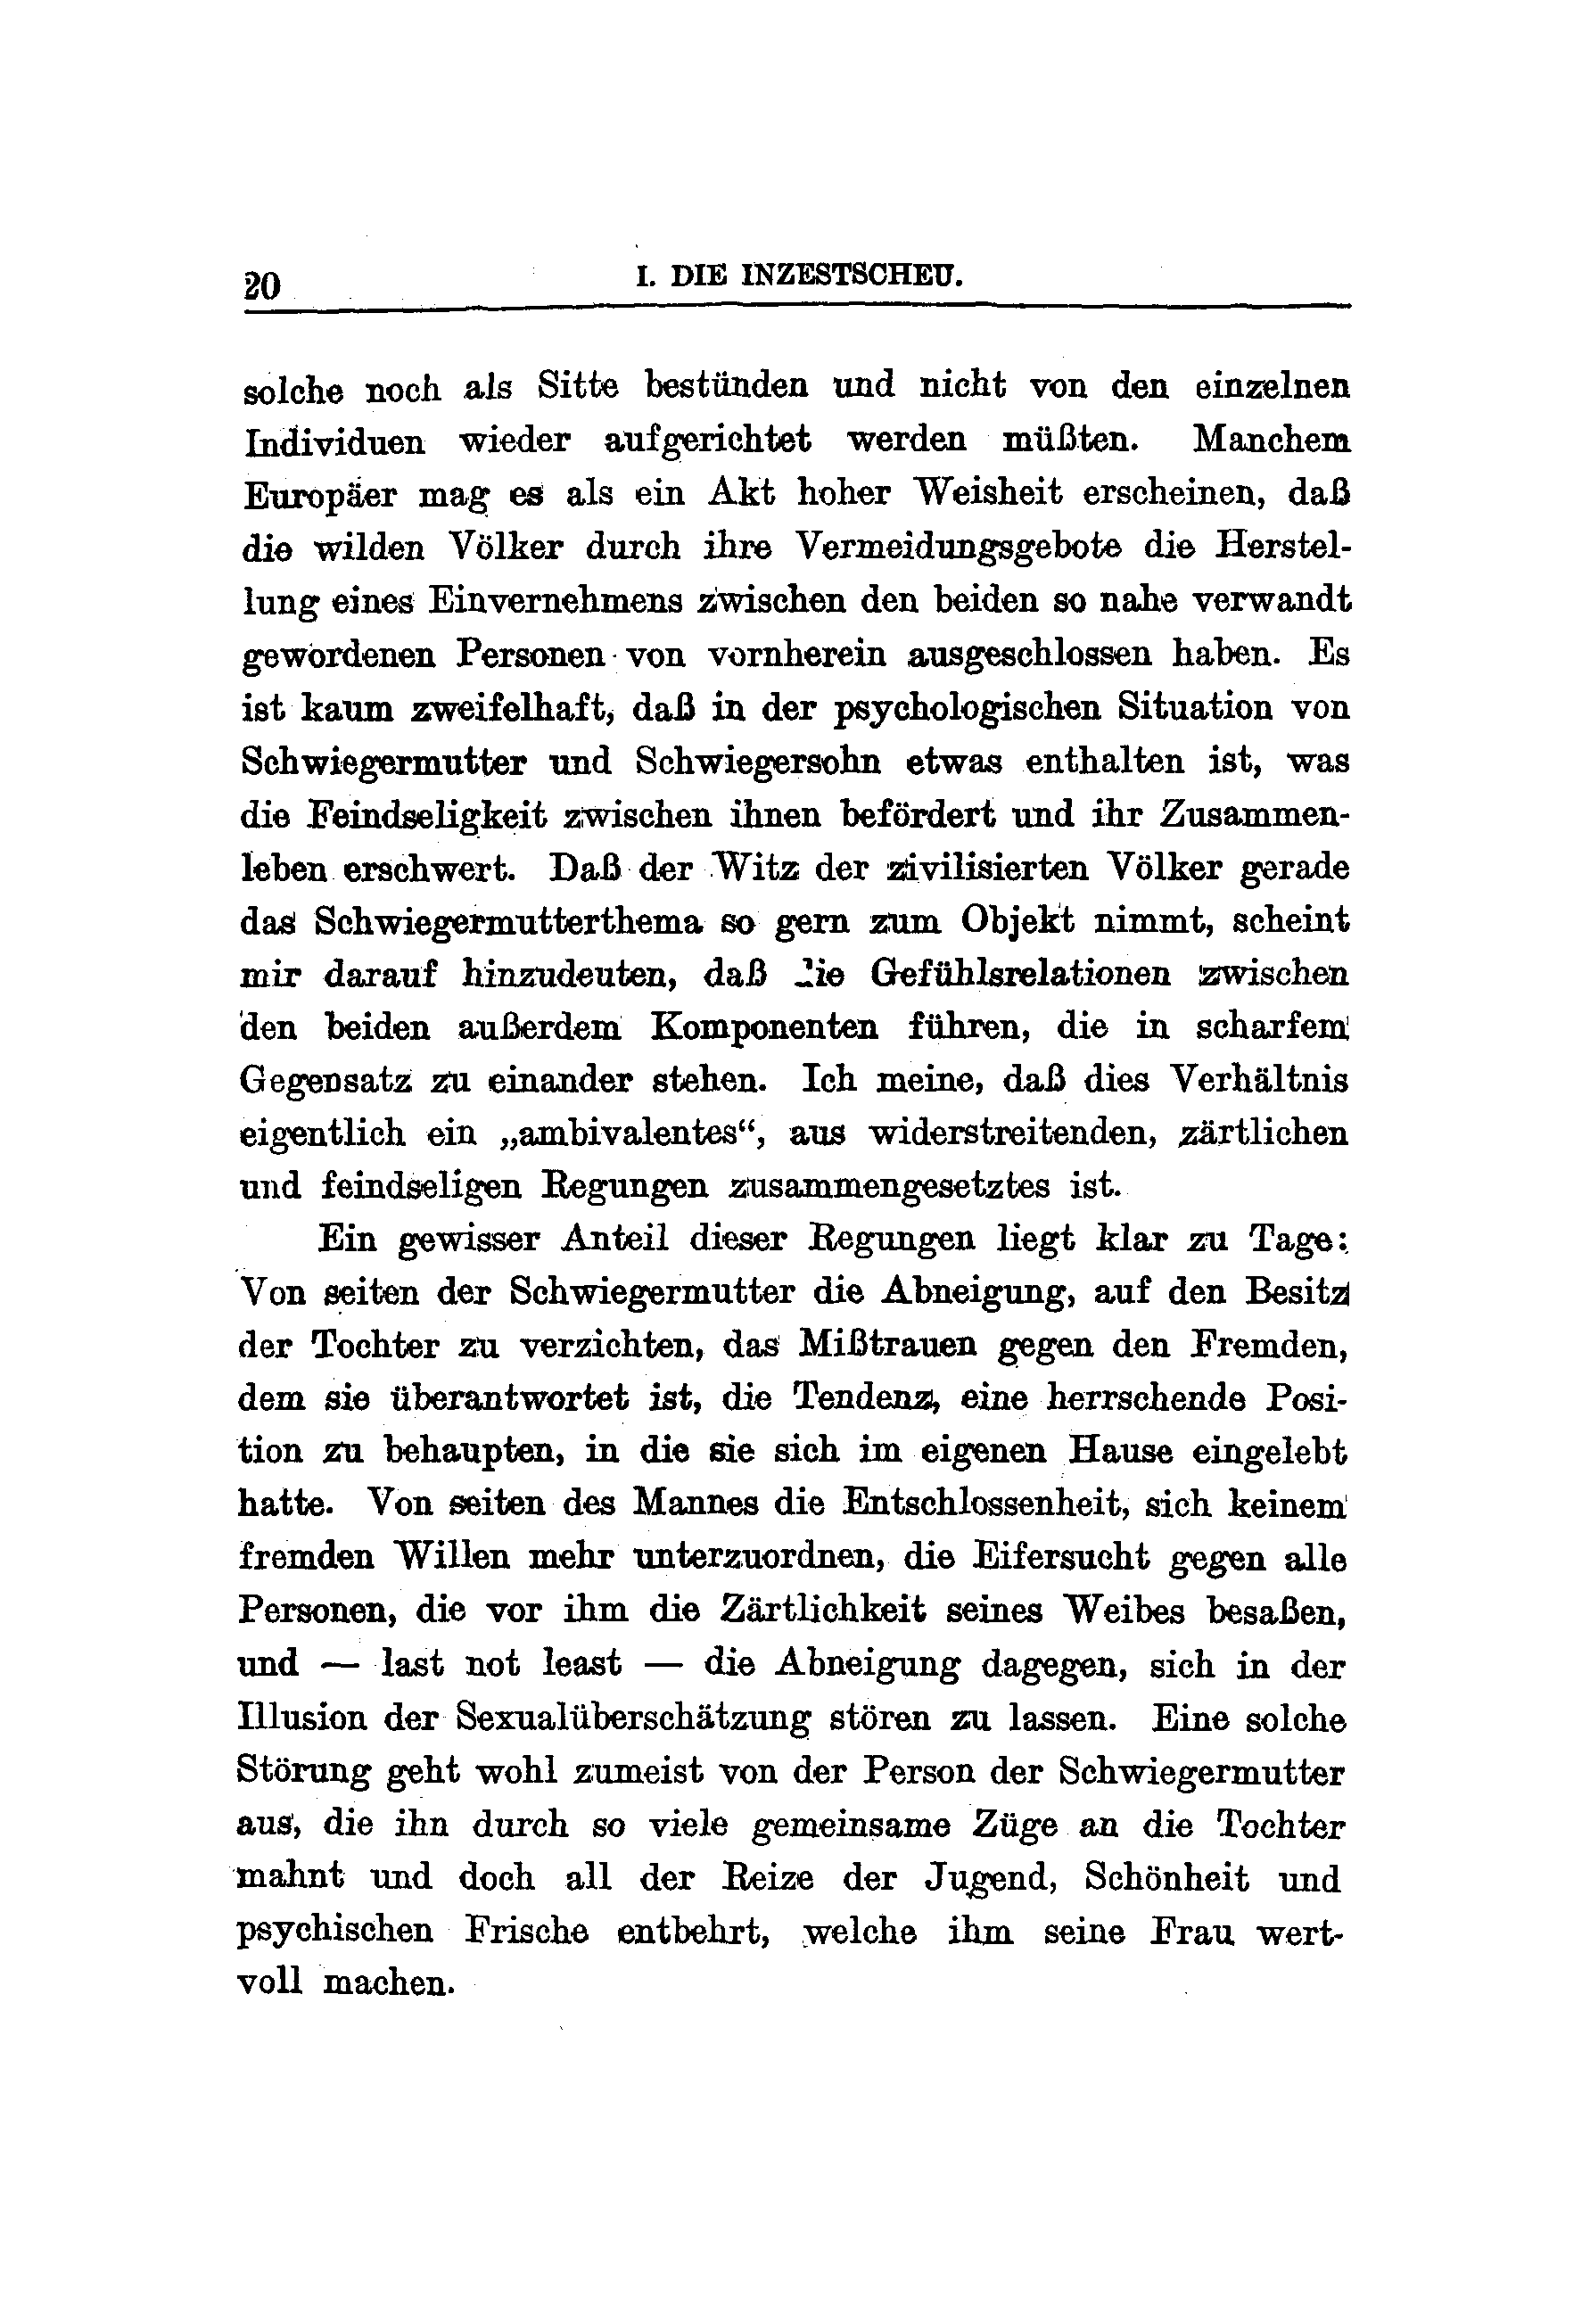 20
I. DIE INZESTSCHEU.
solche noch als Sitte bestünden und nicht von den einzelnen
Individuen wieder aufgerichtet werden müßten. Manchem
Europäer mag es als ein Akt hoher Weisheit erscheinen, daß
die wilden Völker durch ihre Vermeidungsgebote die Herstel-
lung eines Einvernehmens zwischen den beiden so nahe verwandt
gewordenen Personen von vornherein ausgeschlossen haben. Es
ist kaum zweifelhaft, daß in der psychologischen Situation von
Schwiegermutter und Schwiegersohn etwas enthalten ist, was
die Feindseligkeit zwischen ihnen befördert und ihr Zusammen-
leben erschwert. Daß der Witz der zivilisierten Völker gerade
das Schwiegermutterthema so gern zum Objekt nimmt, scheint
mir darauf hinzudeuten, daß die Gefühlsrelationen zwischen
den beiden außerdem Komponenten führen, die in scharfem
Gegensatz zu einander stehen. Ich meine, daß dies Verhältnis
eigentlich ein „ambivalentes“, aus widerstreitenden, zärtlichen
und feindseligen Regungen zusammengesetztes ist.
Ein gewisser Anteil dieser Regungen liegt klar zu Tage:
Von seiten der Schwiegermutter die Abneigung, auf den Besitz
der Tochter zu verzichten, das Mißtrauen gegen den Fremden,
dem sie überantwortet ist, die Tendenz, eine herrschende Posi-
tion zu behaupten, in die sie sich im eigenen Hause eingelebt
hatte. Von seiten des Mannes die Entschlossenheit, sich keinem
fremden Willen mehr unterzuordnen, die Eifersucht gegen alle
Personen, die vor ihm die Zärtlichkeit seines Weibes besaßen,
und — last not least — die Abneigung dagegen, sich in der
Illusion der Sexualüberschätzung stören zu lassen. Eine solche
Störung geht wohl zumeist von der Person der Schwiegermutter
aus, die ihn durch so viele gemeinsame Züge an die Tochter
mahnt und doch all der Reize der Jugend, Schönheit und
psychischen Frische entbehrt, welche ihm seine Frau wert-
voll machen.